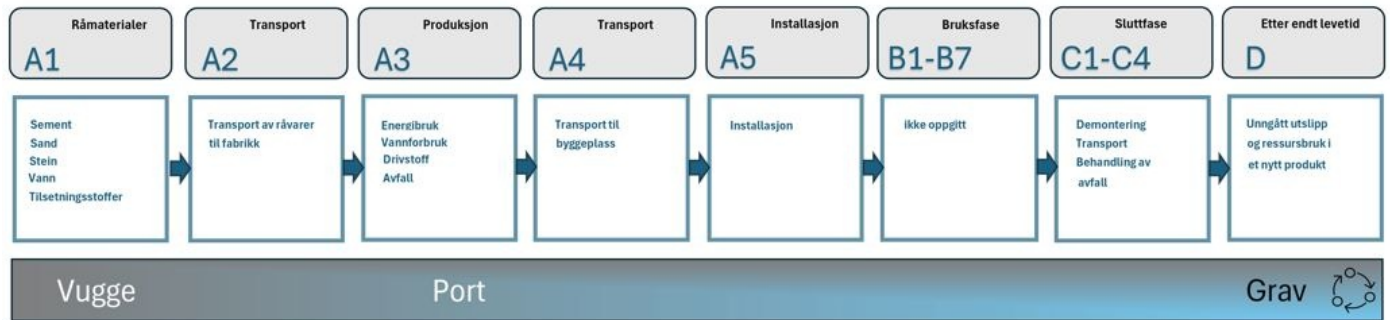 Råmaterialer
A1
Transport
A2
Produksjon
A3
Transport
A4
Installasjon
A5
Bruksfase
B1-B7
Sluttfase
C1-C4
Etter endt levetid
D
Sement
Sand
Stein
Vann
Tilsetningsstoffer
Transport av råvarer
til fabrikk
Energibruk
Vannforbruk
Drivstoff
Avfall
Transport til
byggeplass
Installasjon
ikke oppgitt
Demontering
Transport
Behandling av
avfall
Unngått utslipp
og ressursbruk i
et nytt produkt
Vugge
Port
Grav